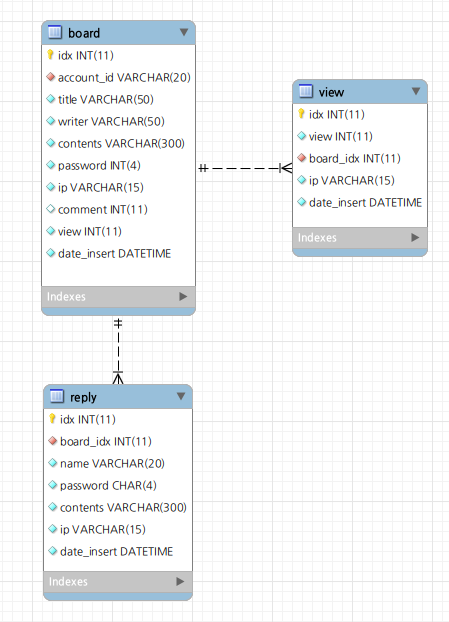 board
idx INT(11)
account_id VARCHAR(20)
title VARCHAR(50)
writer VARCHAR(50)
contents VARCHAR(300)
password INT(4)
ip VARCHAR(15)
comment INT(11)
view INT(11)
date_insert DATETIME
Indexes
view
idx INT(11)
view INT(11)
board_idx INT(11)
ip VARCHAR(15)
date_insert DATETIME
Indexes
reply
idx INT(11)
board_idx INT(11)
name VARCHAR(20)
password CHAR(4)
contents VARCHAR(300)
ip VARCHAR(15)
date_insert DATETIME
Indexes